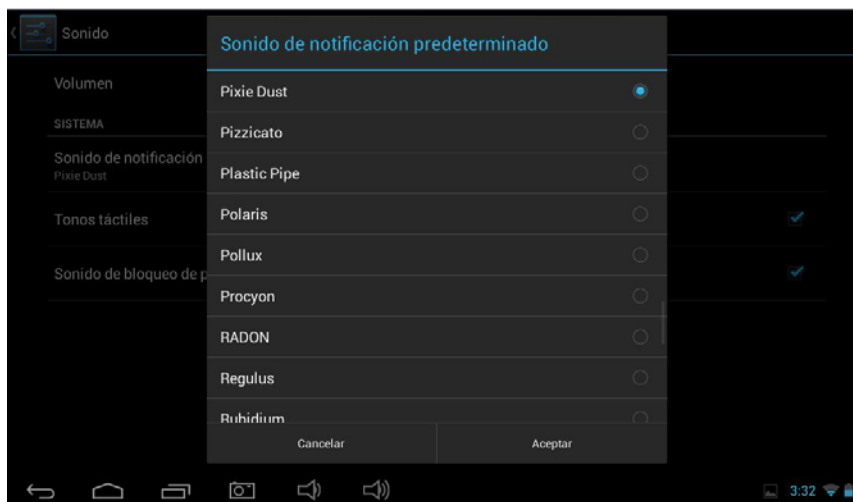 Sonido
Volumen
SISTEMA
Sonido de notificación
Pixie Dust
Tonos táctiles
Sonido de bloqueo de p
Sonido de notificación predeterminado
Pixie Dust
Pizzicato
Plastic Pipe
Polaris
Pollux
Procyon
RADON
Regulus
Rubidium
Cancelar
Aceptar
3:32